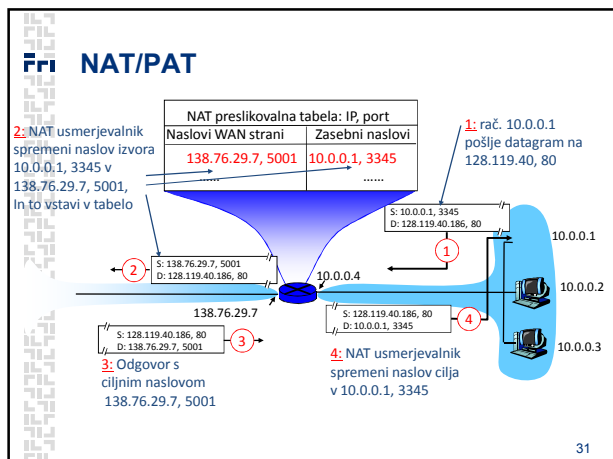 Fri
NAT/PAT
NAT preslikovalna tabela: IP, port
Naslovi WAN strani Zasebni naslovi
138.76.29.7, 5001 10.0.0.1, 3345
...... ......
2: NAT usmerjevalnik
spremeni naslov izvora
10.0.0.1, 3345 v
138.76.29.7, 5001,
In to vstavi v tabelo
1: rač. 10.0.0.1
pošlje datagram na
128.119.40, 80
S: 10.0.0.1, 3345
D: 128.119.40.186, 80
1
10.0.0.1
S: 138.76.29.7, 5001
D: 128.119.40.186, 80
2
10.0.0.4
10.0.0.2
138.76.29.7
S: 128.119.40.186, 80
D: 10.0.0.1, 3345
4
S: 128.119.40.186, 80
D: 138.76.29.7, 5001
3
10.0.0.3
3: Odgovor s
ciljnim naslovom
138.76.29.7, 5001
4: NAT usmerjevalnik
spremeni naslov cilja
v 10.0.0.1, 3345
31